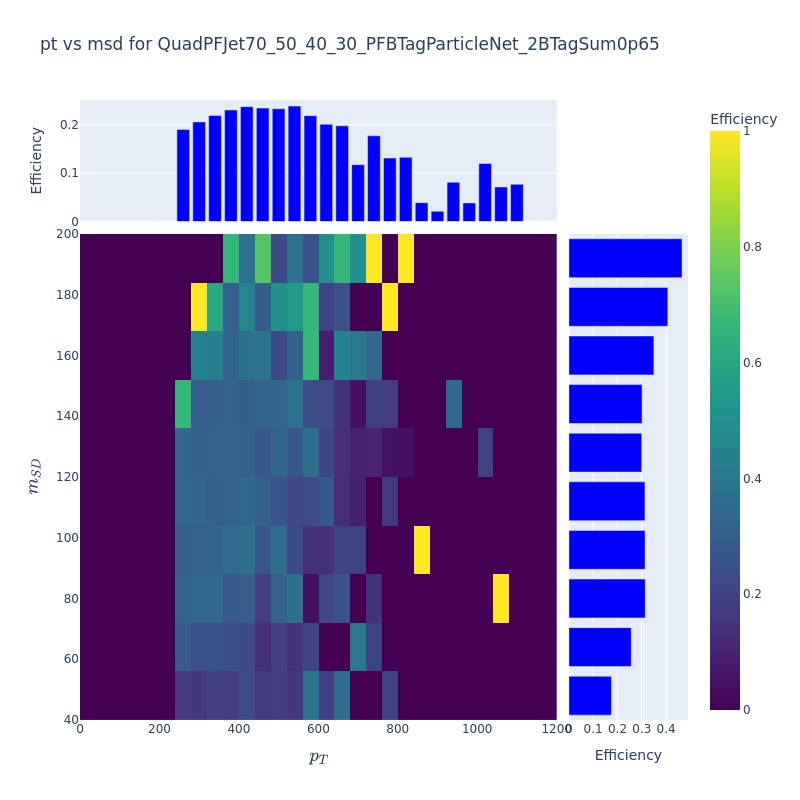 pt vs msd for QuadPFJet70_50_40_30_PFBTagParticleNet_2BTagSum0p65
Efficiency
0.2
0.1
0
Efficiency
1
0.8
0.6
0.4
0.2
0
200
180
160
140
120
100
80
60
40
m_SD
0 200 400 600 800 1000 1200
p_T
0 0.1 0.2 0.3 0.4
Efficiency